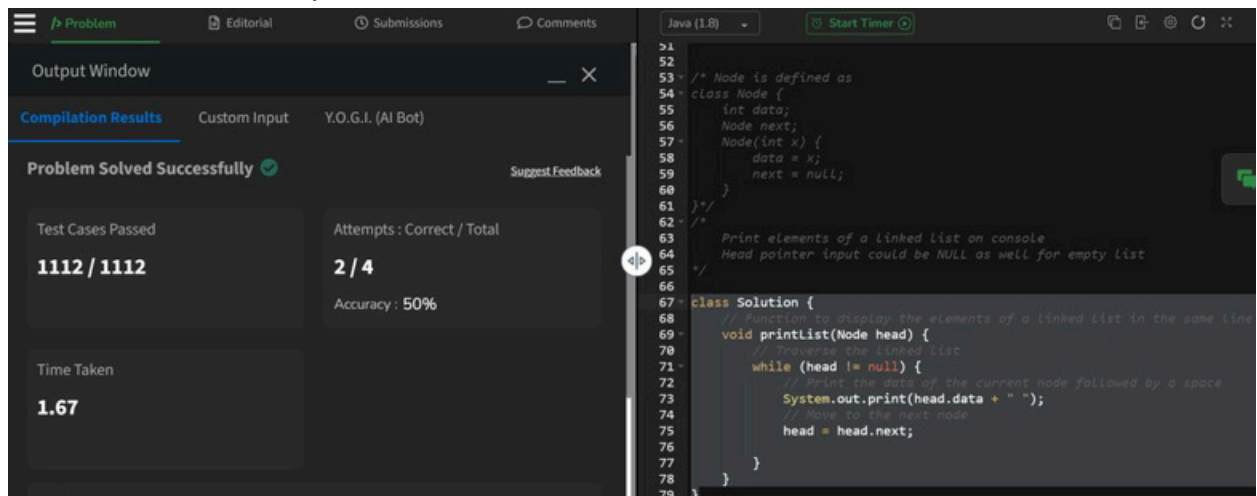 Problem
Editorial
Submissions
Comments
Output Window
Compilation Results
Custom Input
Y.O.G.I. (AI Bot)
Problem Solved Successfully
Suggest Feedback
Test Cases Passed
1112 / 1112
Attempts : Correct / Total
2 / 4
Accuracy : 50%
Time Taken
1.67
Java (1.8)
Start Timer
51
52
53 /* Node is defined as
54 class Node {
55 int data;
56 Node next;
57 Node(int x) {
58 data = x;
59 next = null;
60 }
61 }*/
62 /*
63 Print elements of a linked list on console
64 Head pointer input could be NULL as well for empty list
65 */
66
67 class Solution {
68 // Function to display the elements of a linked list in the same line
69 void printList(Node head) {
70 // Traverse the linked list
71 while (head != null) {
72 // Print the data of the current node followed by a space
73 System.out.print(head.data + " ");
74 // Move to the next node
75 head = head.next;
76
77 }
78 }
79 }